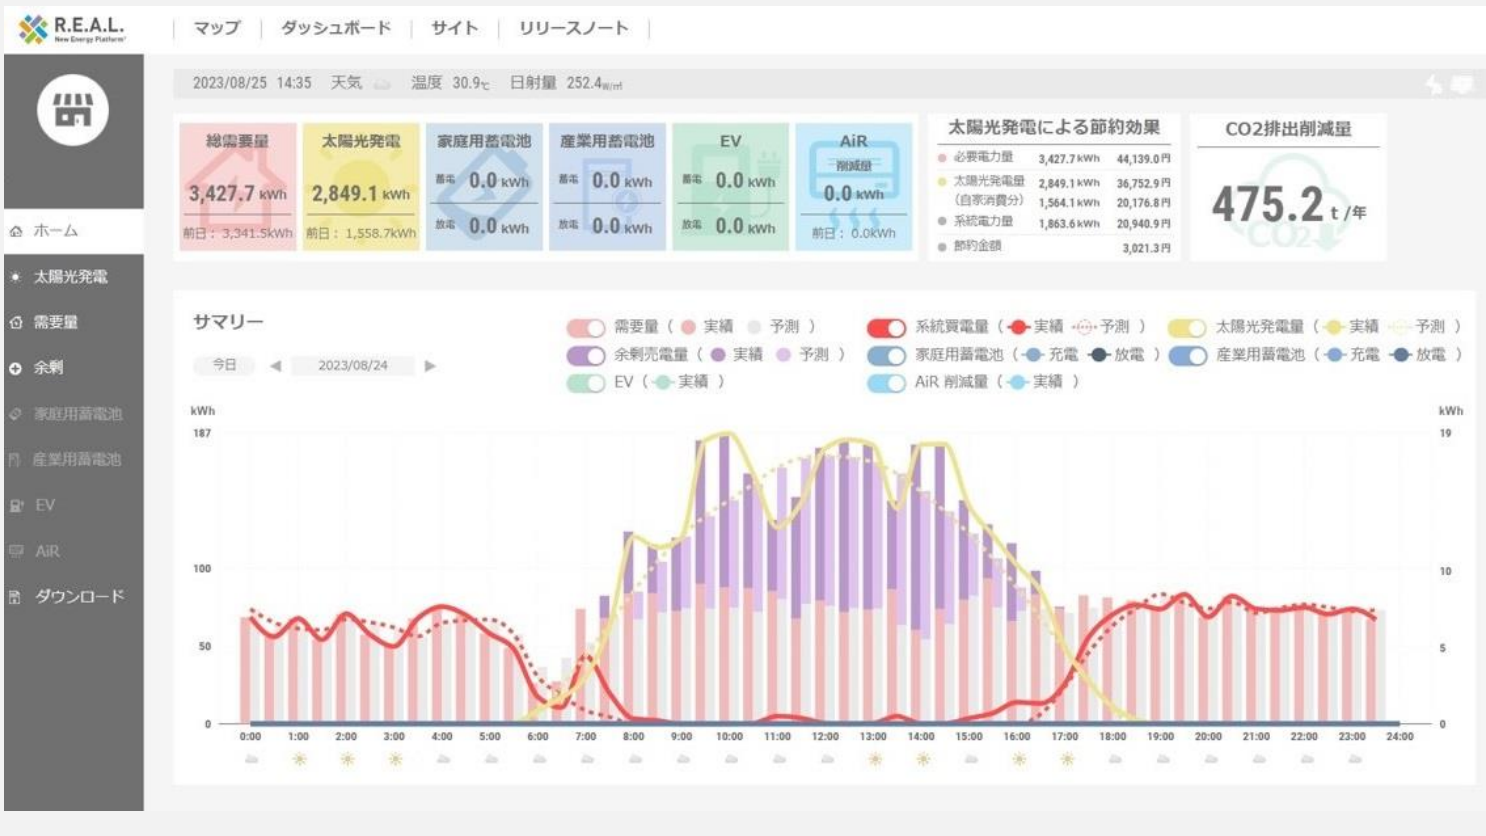 R.E.A.L.
New Energy Platform
マップ ダッシュボード サイト リリースノート
2023/08/25 14:35 天気 温度 30.9℃ 日射量 252.4W/㎡
ホーム
太陽光発電
需要量
余剰
家庭用蓄電池
産業用蓄電池
EV
AiR
ダウンロード
総需要量
3,427.7 kWh
前日： 3,341.5kWh
太陽光発電
2,849.1 kWh
前日： 1,558.7kWh
家庭用蓄電池
蓄電 0.0 kWh
放電 0.0 kWh
産業用蓄電池
蓄電 0.0 kWh
放電 0.0 kWh
EV
蓄電 0.0 kWh
放電 0.0 kWh
AiR
削減量
0.0 kWh
前日： 0.0kWh
太陽光発電による節約効果
必要電力量 3,427.7 kWh 44,139.0円
太陽光発電量 2,849.1 kWh 36,752.9円
（自家消費分） 1,564.1 kWh 20,176.8円
系統電力量 1,863.6 kWh 20,940.9円
節約金額 3,021.3円
CO2排出削減量
475.2 t /年
CO2
サマリー
今日 ◀ 2023/08/24 ▶
需要量（ 実績 予測 ） 系統買電量（ 実績 予測 ） 太陽光発電量（ 実績 予測 ）
余剰売電量（ 実績 予測 ） 家庭用蓄電池（ 充電 放電 ） 産業用蓄電池（ 充電 放電 ）
EV（ 実績 ） AiR 削減量（ 実績 ）
kWh kWh
187 19
100 10
50 5
0 0
0:00 1:00 2:00 3:00 4:00 5:00 6:00 7:00 8:00 9:00 10:00 11:00 12:00 13:00 14:00 15:00 16:00 17:00 18:00 19:00 20:00 21:00 22:00 23:00 24:00